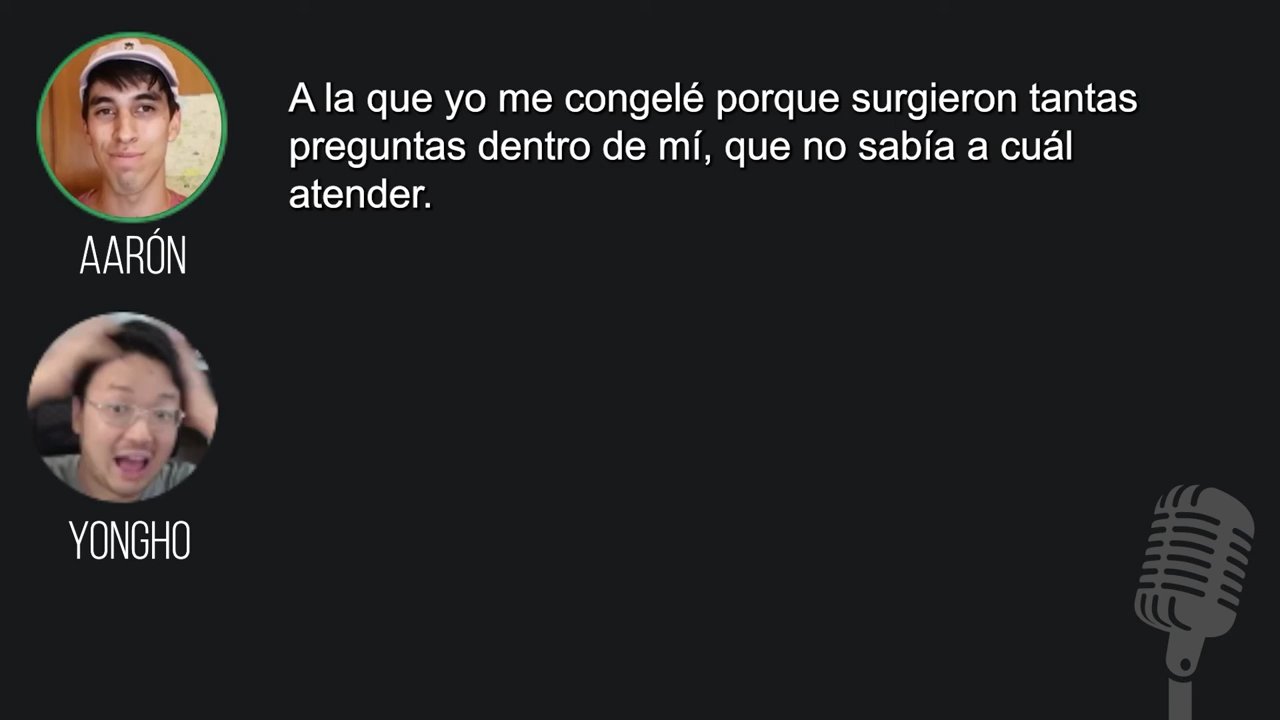 A la que yo me congelé porque surgieron tantas
preguntas dentro de mí, que no sabía a cuál
atender.
AARÓN
YONGHO